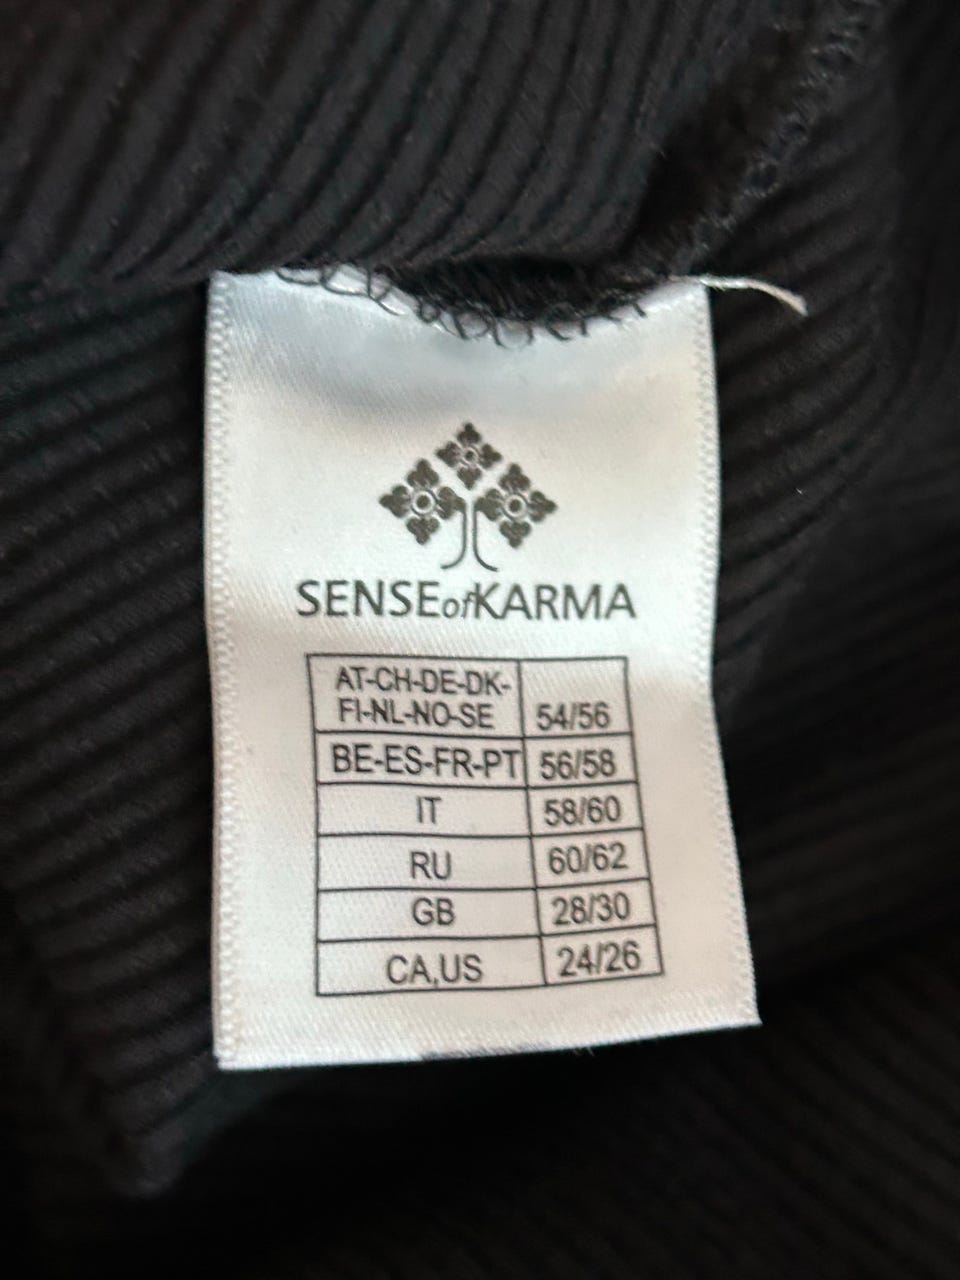 SENSEofKARMA
AT-CH-DE-DK-
FI-NL-NO-SE 54/56
BE-ES-FR-PT 56/58
IT 58/60
RU 60/62
GB 28/30
CA,US 24/26